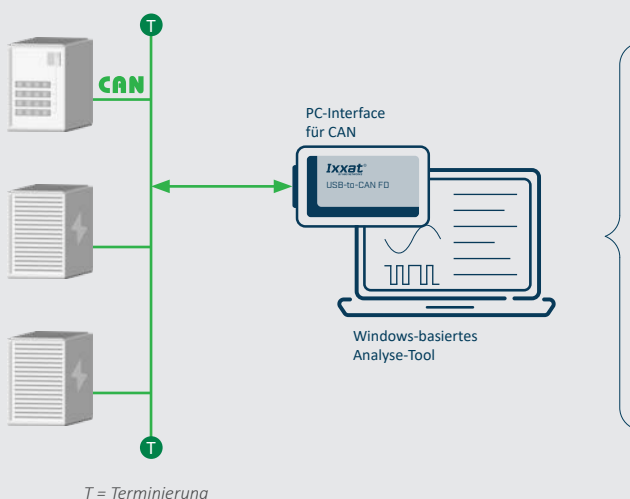 T
CAN
PC-Interface
für CAN
Ixxat®
USB-to-CAN FD
Windows-basiertes
Analyse-Tool
T
T = Terminierung